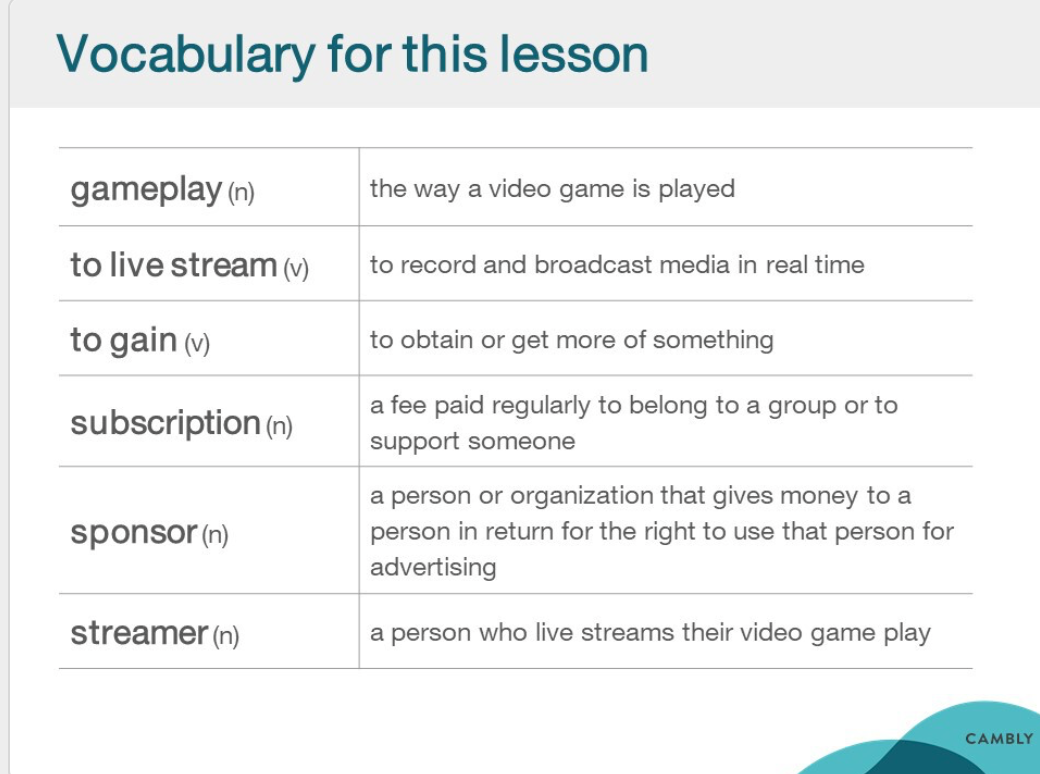 Vocabulary for this lesson
gameplay (n)
the way a video game is played
to live stream (v)
to record and broadcast media in real time
to gain (v)
to obtain or get more of something
subscription (n)
a fee paid regularly to belong to a group or to
support someone
sponsor (n)
a person or organization that gives money to a
person in return for the right to use that person for
advertising
streamer (n)
a person who live streams their video game play
CAMBLY